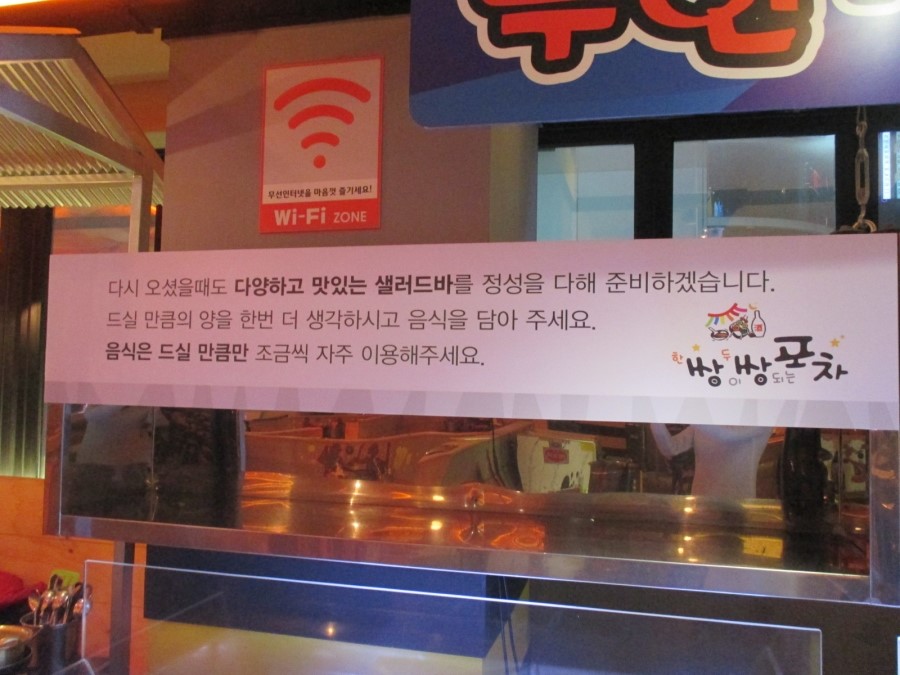 무선인터넷을 마음껏 즐기세요!
Wi-Fi ZONE
다시 오셨을때도 다양하고 맛있는 샐러드바를 정성을 다해 준비하겠습니다.
드실 만큼의 양을 한번 더 생각하시고 음식을 담아 주세요.
음식은 드실 만큼만 조금씩 자주 이용해주세요.
한 쌍이 두 쌍 되는 포차